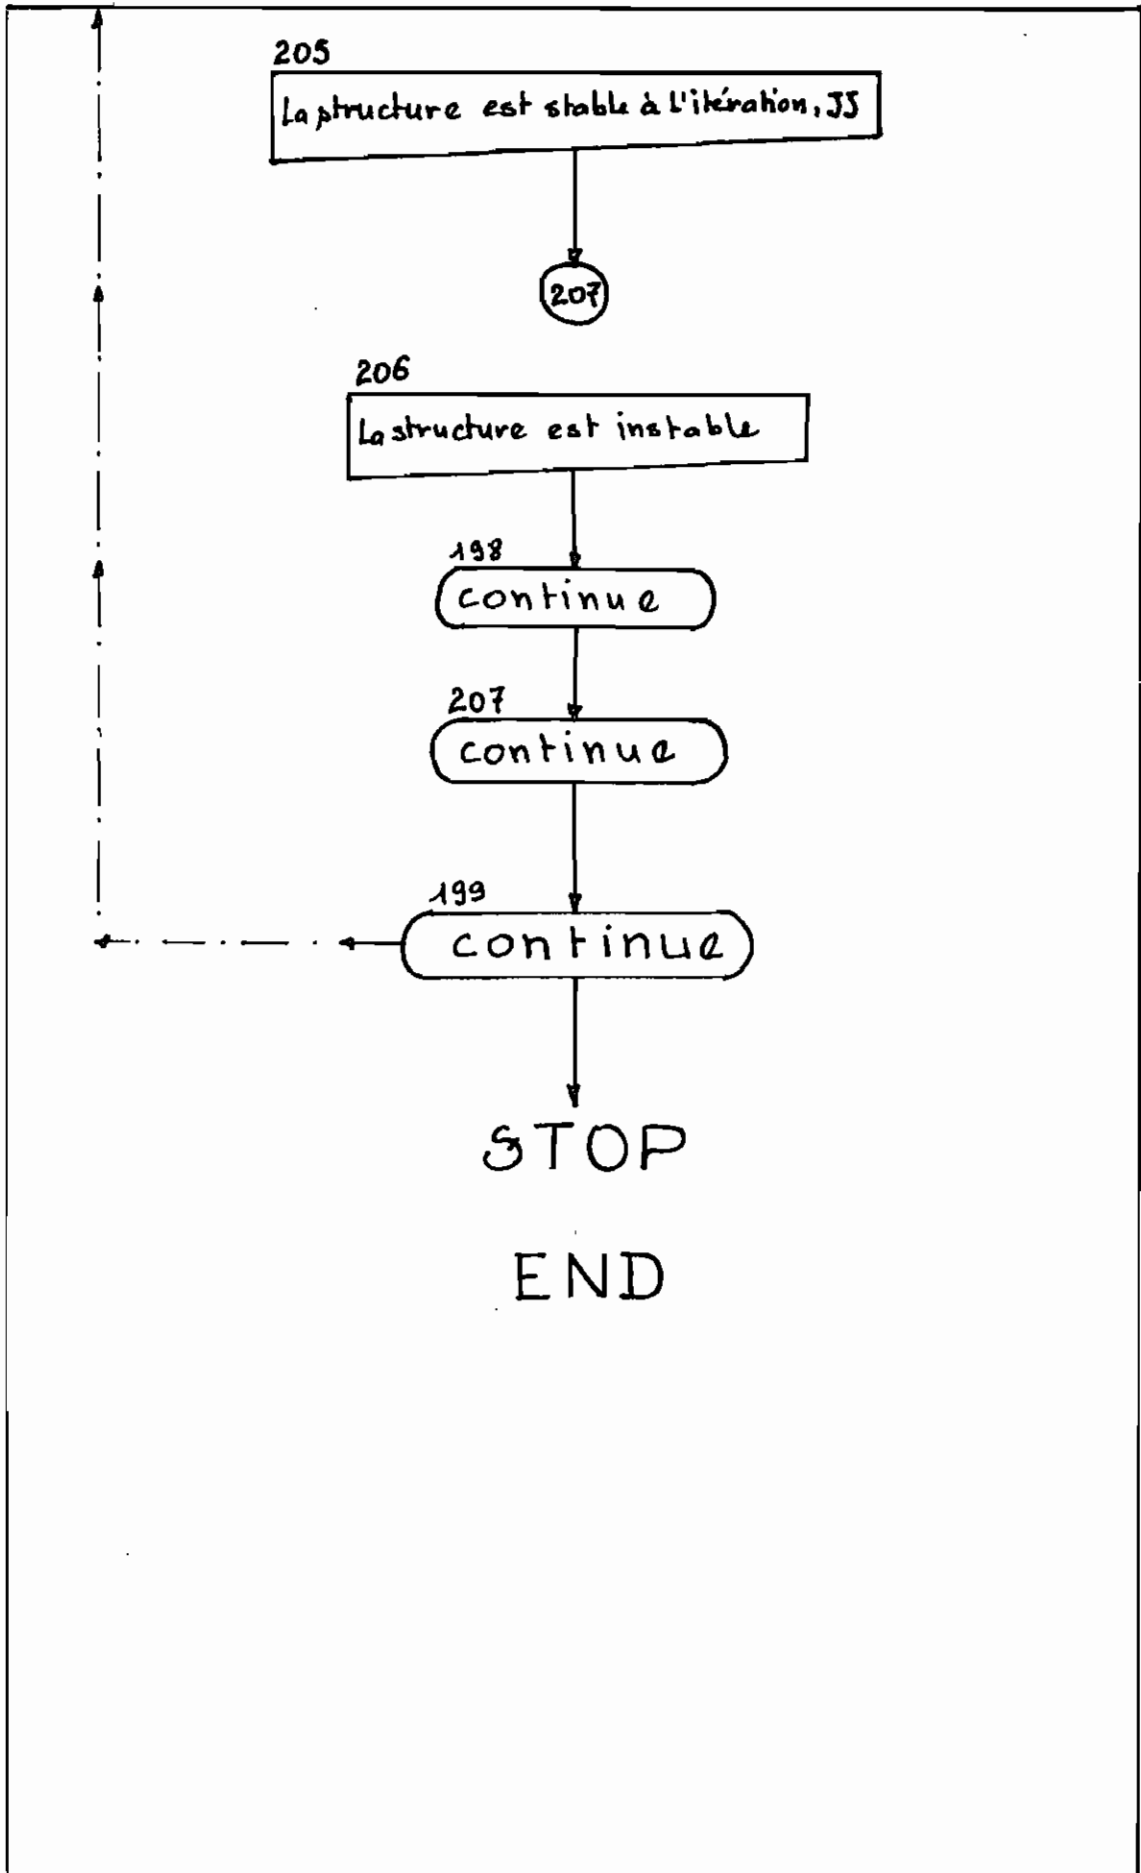 205
La structure est stable à l'itération, JJ
207
206
La structure est instable
198
continue
207
continue
199
continue
STOP
END